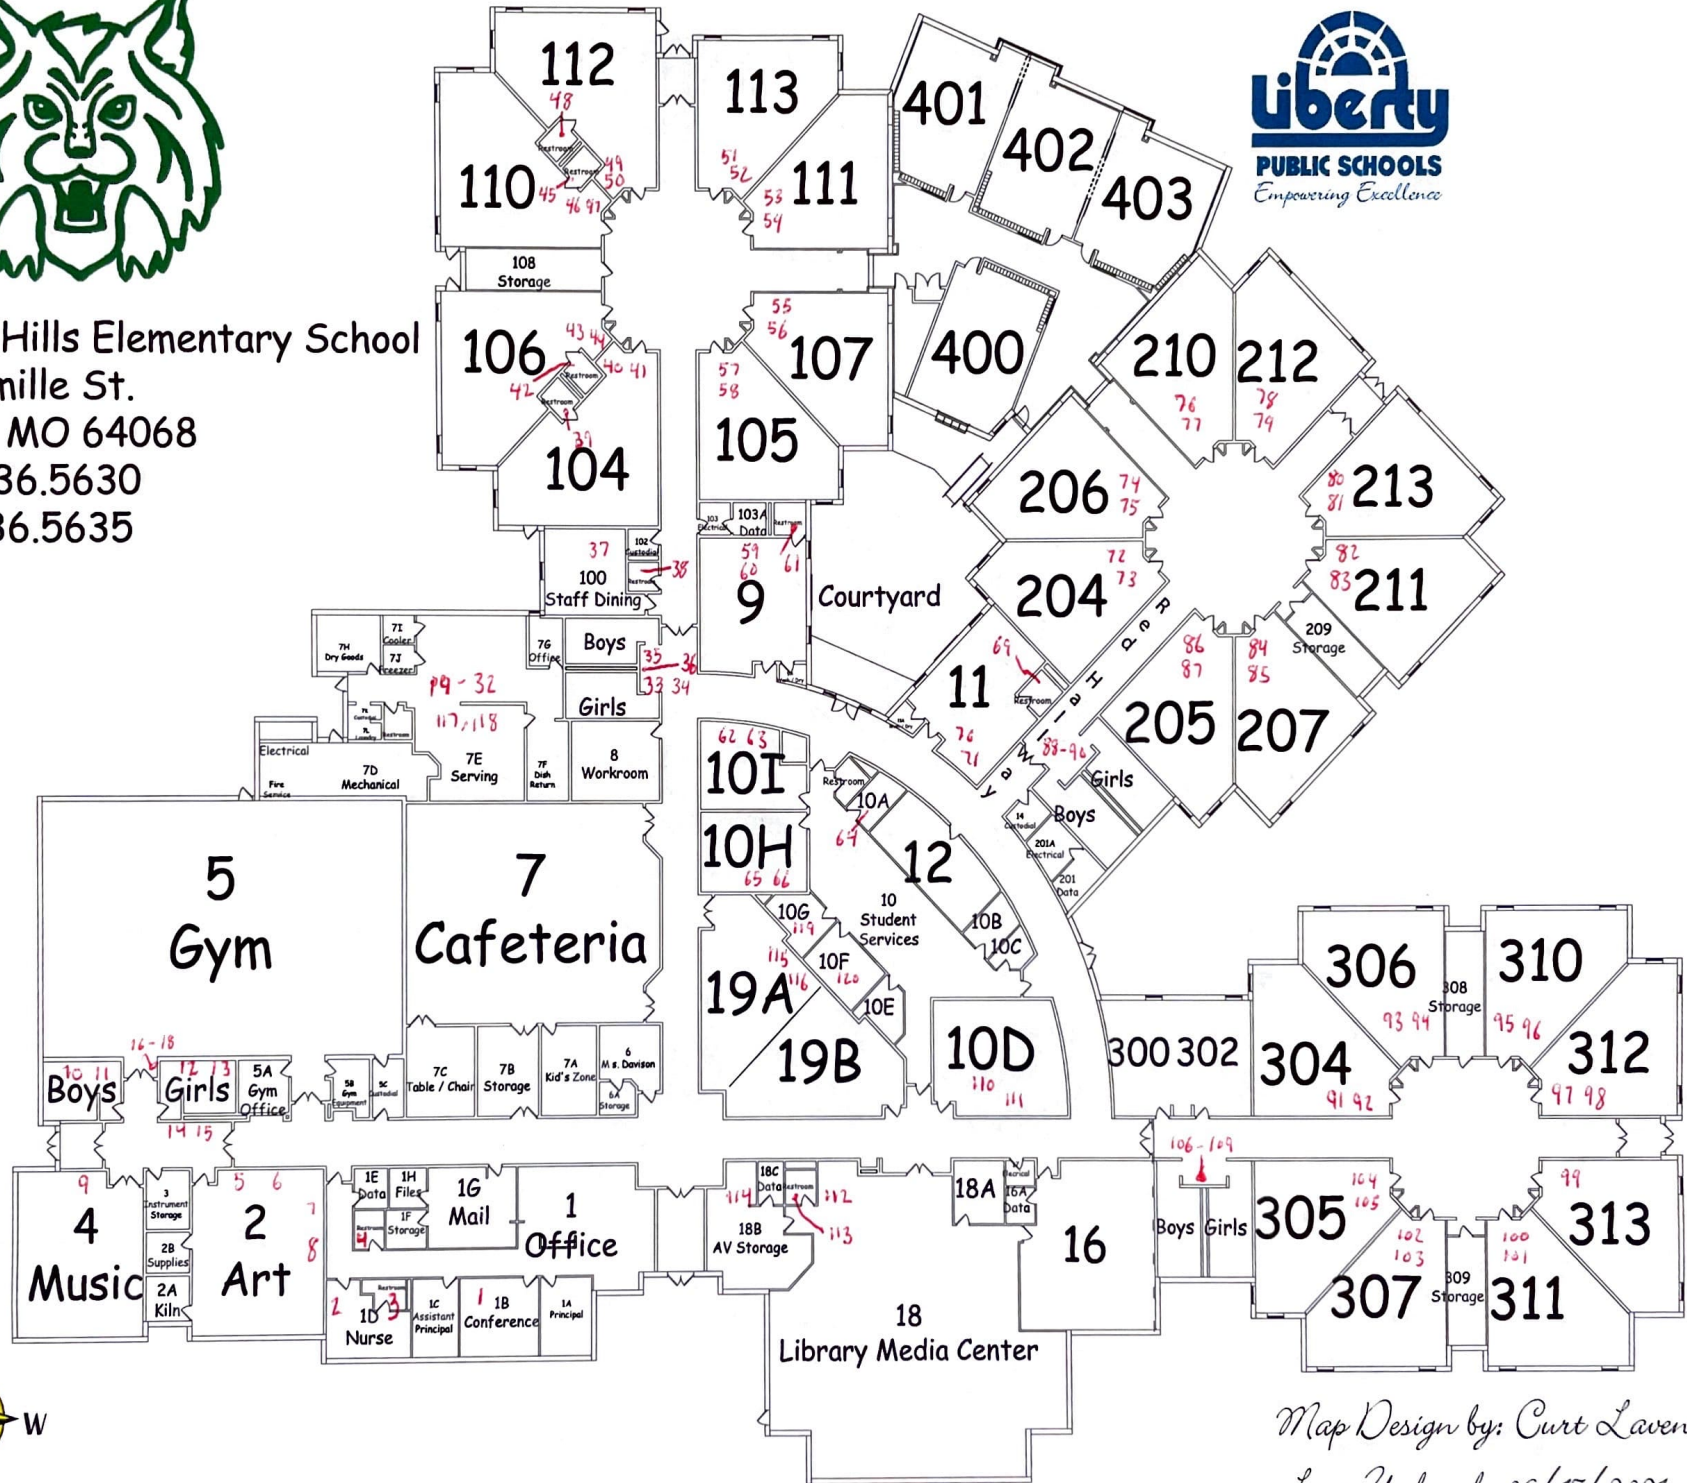 Liberty
PUBLIC SCHOOLS
Empowering Excellence
Hills Elementary School
mille St.
MO 64068
36.5630
36.5635
112
48
Restroom
Restroom
49
50
110
45
46 47
113
51
52
111
53
54
401
402
403
400
108
Storage
106
43 44
40 41
Restroom
42
Restroom
39
104
55
56
107
57
58
105
103
Electrical
103A
Data
Restroom
61
59
60
9
Courtyard
37
100
Staff Dining
102
Custodial
Restroom
38
210
76
77
212
78
79
206
74
75
213
80
81
204
72
73
211
82
83
209
Storage
Red Hallway
69
11
Restroom
70
71
86
87
205
84
85
207
88-90
Girls
Boys
14
Custodial
201A
Electrical
201
Data
7H
Dry Goods
7I
Cooler
7J
Freezer
7G
Office
Boys
35 36
33 34
Girls
117, 118
Restroom
Electrical
Fire
Service
7D
Mechanical
7E
Serving
7F
Dish
Return
8
Workroom
62 63
10I
10H
65 66
Restroom
10A
64
12
10
Student
Services
10B
10C
10G
119
10F
120
10E
115
116
19A
19B
10D
110
111
5
Gym
7
Cafeteria
16-18
10 11
Boys
12 13
Girls
14 15
5A
Gym
Office
5B
Gym
Equipment
5C
Custodial
7C
Table / Chair
7B
Storage
7A
Kid's Zone
6
Ms. Davison
6A
Storage
306
93 94
308
Storage
310
95 96
300 302
304
91 92
312
97 98
106-109
Boys Girls
305
104
105
99
313
102
103
307
309
Storage
100
101
311
9
4
Music
3
Instrument
Storage
2B
Supplies
2A
Kiln
5 6
7
8
2
Art
1E
Data
1H
Files
1F
Storage
Restroom
4
1G
Mail
1
Office
2
Restroom
3
1D
Nurse
1C
Assistant
Principal
1
1B
Conference
1A
Principal
114
18C
Data
Restroom
112
113
18B
AV Storage
18A
16A
Data
16
18
Library Media Center
W
Map Design by: Curt Laven